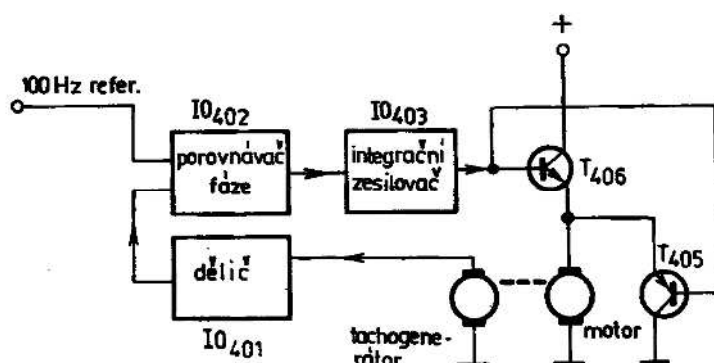 +
100 Hz refer.
IO402
IO403
porovnávač
fáze
integrační
zesilovač
T406
T405
dělič
IO401
tachogene-
rátor
motor